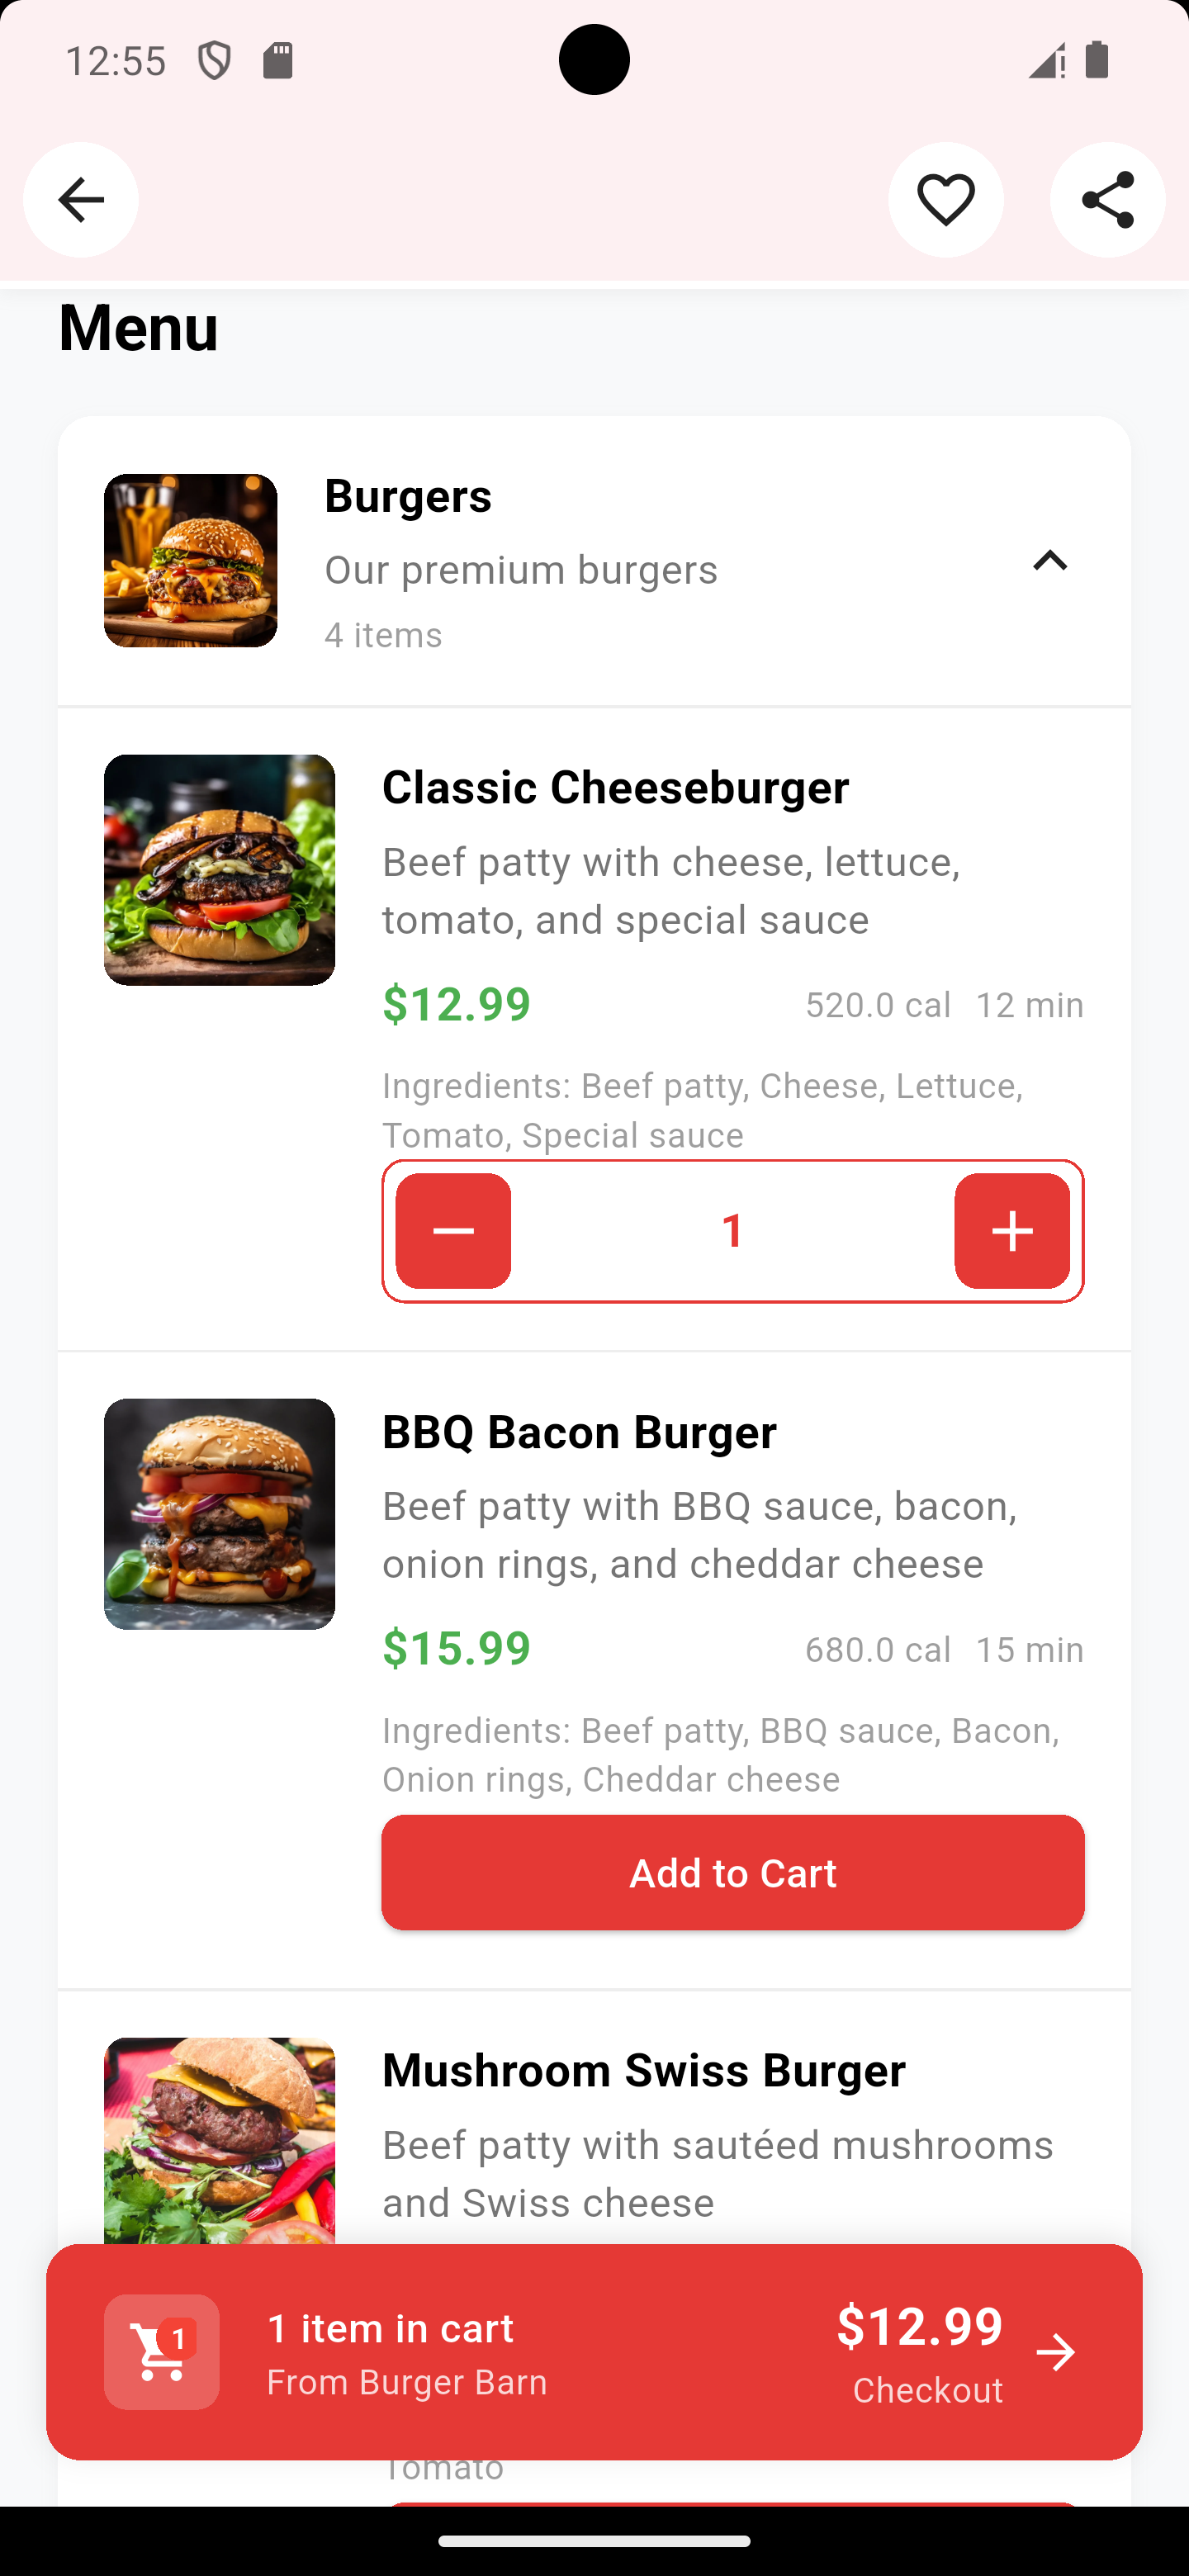 12:55
Menu
Burgers
Our premium burgers
4 items
Classic Cheeseburger
Beef patty with cheese, lettuce,
tomato, and special sauce
$12.99 520.0 cal 12 min
Ingredients: Beef patty, Cheese, Lettuce,
Tomato, Special sauce
1
BBQ Bacon Burger
Beef patty with BBQ sauce, bacon,
onion rings, and cheddar cheese
$15.99 680.0 cal 15 min
Ingredients: Beef patty, BBQ sauce, Bacon,
Onion rings, Cheddar cheese
Add to Cart
Mushroom Swiss Burger
Beef patty with sautéed mushrooms
and Swiss cheese
1
1 item in cart
From Burger Barn
$12.99
Checkout
Tomato